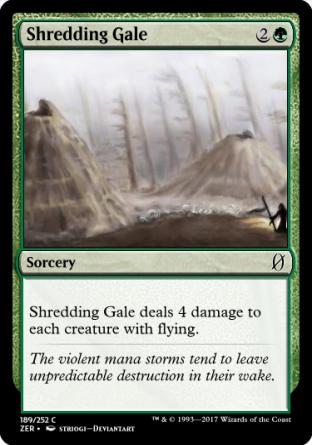 Shredding Gale 2
Sorcery
Shredding Gale deals 4 damage to
each creature with flying.
The violent mana storms tend to leave
unpredictable destruction in their wake.
189/252 C
ZER • STRIOGI-DEVIANTART
™ & © 1993—2017 Wizards of the Coast